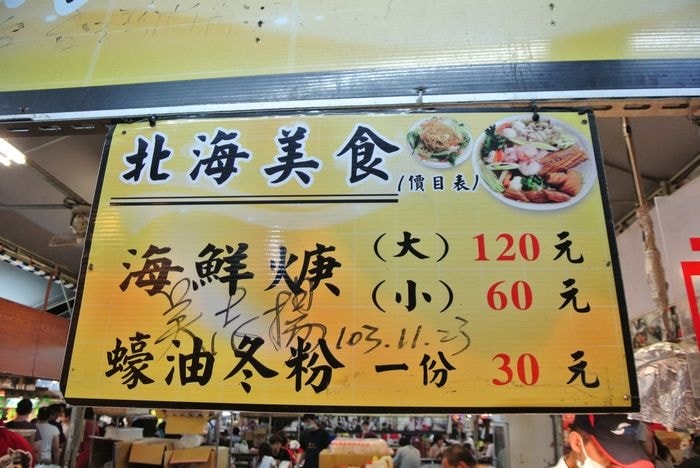 北海美食
(價目表)
海鮮焿 (大) 120 元
(小) 60 元
103.11.23
蠔油冬粉 一份 30 元